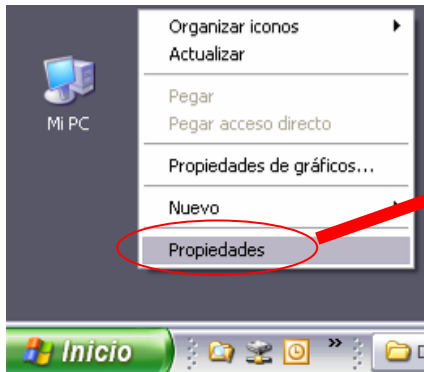 Organizar iconos
Actualizar
Pegar
Pegar acceso directo
Propiedades de gráficos...
Nuevo
Propiedades
Mi PC
Inicio
»